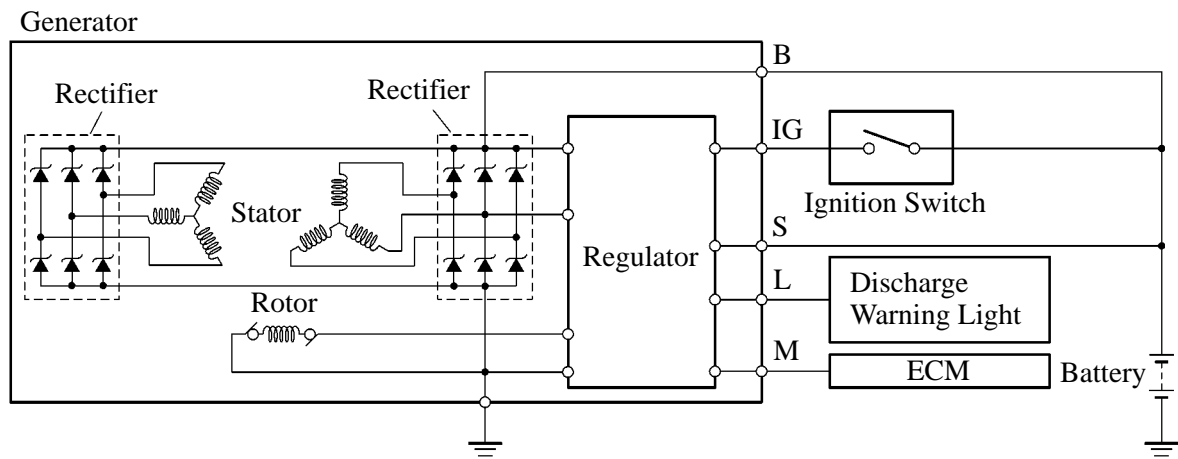 Generator
B
Rectifier
Rectifier
IG
Ignition Switch
Stator
S
Regulator
L
Discharge
Warning Light
Rotor
M
ECM
Battery